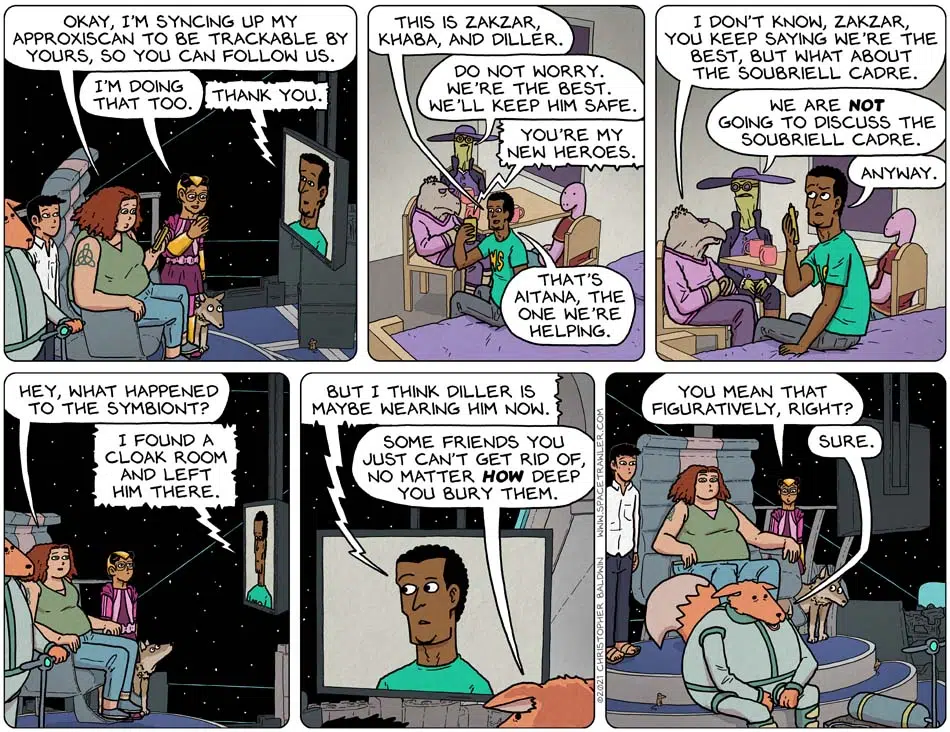 OKAY, I'M SYNCING UP MY
APPROXISCAN TO BE TRACKABLE BY
YOURS, SO YOU CAN FOLLOW US.
I'M DOING
THAT TOO.
THANK YOU.
THIS IS ZAKZAR,
KHABA, AND DILLER.
DO NOT WORRY.
WE'RE THE BEST.
WE'LL KEEP HIM SAFE.
YOU'RE MY
NEW HEROES.
MS
THAT'S
AITANA, THE
ONE WE'RE
HELPING.
I DON'T KNOW, ZAKZAR,
YOU KEEP SAYING WE'RE THE
BEST, BUT WHAT ABOUT
THE SOUBRIELL CADRE.
WE ARE NOT
GOING TO DISCUSS THE
SOUBRIELL CADRE.
ANYWAY.
HEY, WHAT HAPPENED
TO THE SYMBIONT?
I FOUND A
CLOAK ROOM
AND LEFT
HIM THERE.
BUT I THINK DILLER IS
MAYBE WEARING HIM NOW.
SOME FRIENDS YOU
JUST CAN'T GET RID OF,
NO MATTER HOW DEEP
YOU BURY THEM.
©2021 CHRISTOPHER BALDWIN WWW.SPACETRAWLER.COM
YOU MEAN THAT
FIGURATIVELY, RIGHT?
SURE.